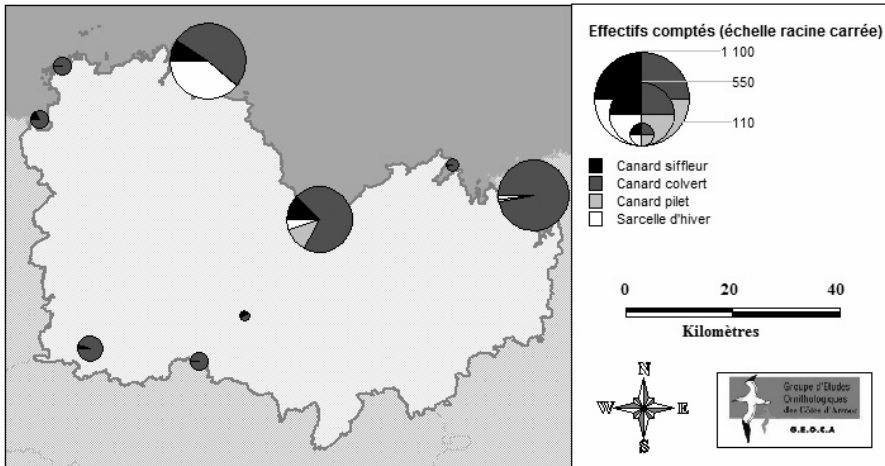 Effectifs comptés (échelle racine carrée)
1 100
550
110
Canard siffleur
Canard colvert
Canard pilet
Sarcelle d'hiver
0
20
40
Kilomètres
N
W
E
S
Groupe d'Etudes
Ornithologiques
des Côtes d'Armor
G.E.O.C.A